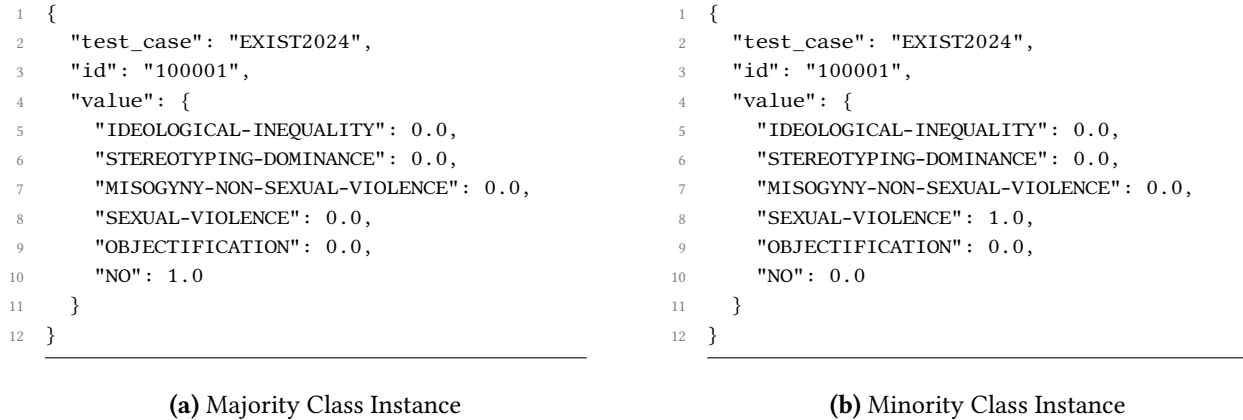 1 {
2 "test_case": "EXIST2024",
3 "id": "100001",
4 "value": {
5 "IDEOLOGICAL-INEQUALITY": 0.0,
6 "STEREOTYPING-DOMINANCE": 0.0,
7 "MISOGYNY-NON-SEXUAL-VIOLENCE": 0.0,
8 "SEXUAL-VIOLENCE": 0.0,
9 "OBJECTIFICATION": 0.0,
10 "NO": 1.0
11 }
12 }
(a) Majority Class Instance
1 {
2 "test_case": "EXIST2024",
3 "id": "100001",
4 "value": {
5 "IDEOLOGICAL-INEQUALITY": 0.0,
6 "STEREOTYPING-DOMINANCE": 0.0,
7 "MISOGYNY-NON-SEXUAL-VIOLENCE": 0.0,
8 "SEXUAL-VIOLENCE": 1.0,
9 "OBJECTIFICATION": 0.0,
10 "NO": 0.0
11 }
12 }
(b) Minority Class Instance